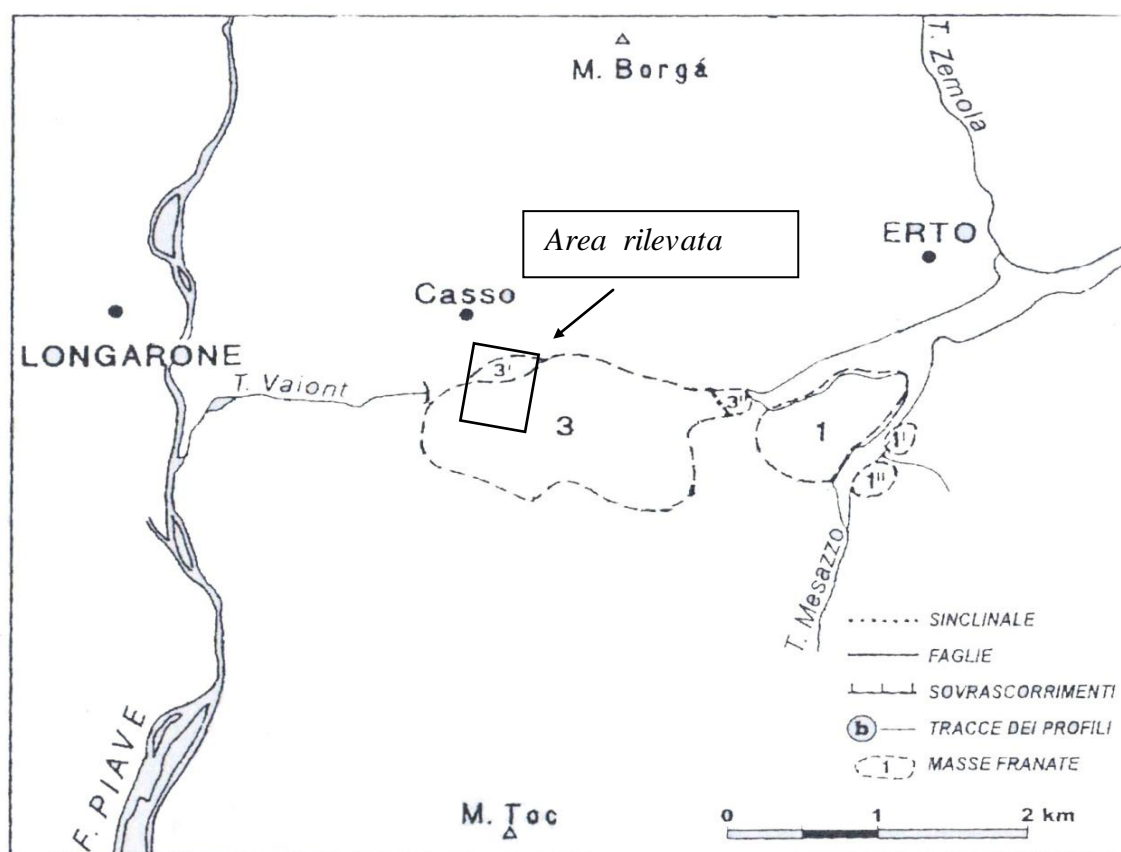 M. Borgá
T. Zemola
Area rilevata
ERTO
Casso
LONGARONE
T. Vaiont
3'
3
3"
1
1'
1"
T. Mesazzo
F. PIAVE
M. Toc
SINCLINALE
FAGLIE
SOVRASCORRIMENTI
b TRACCE DEI PROFILI
1 MASSE FRANATE
0 1 2 km